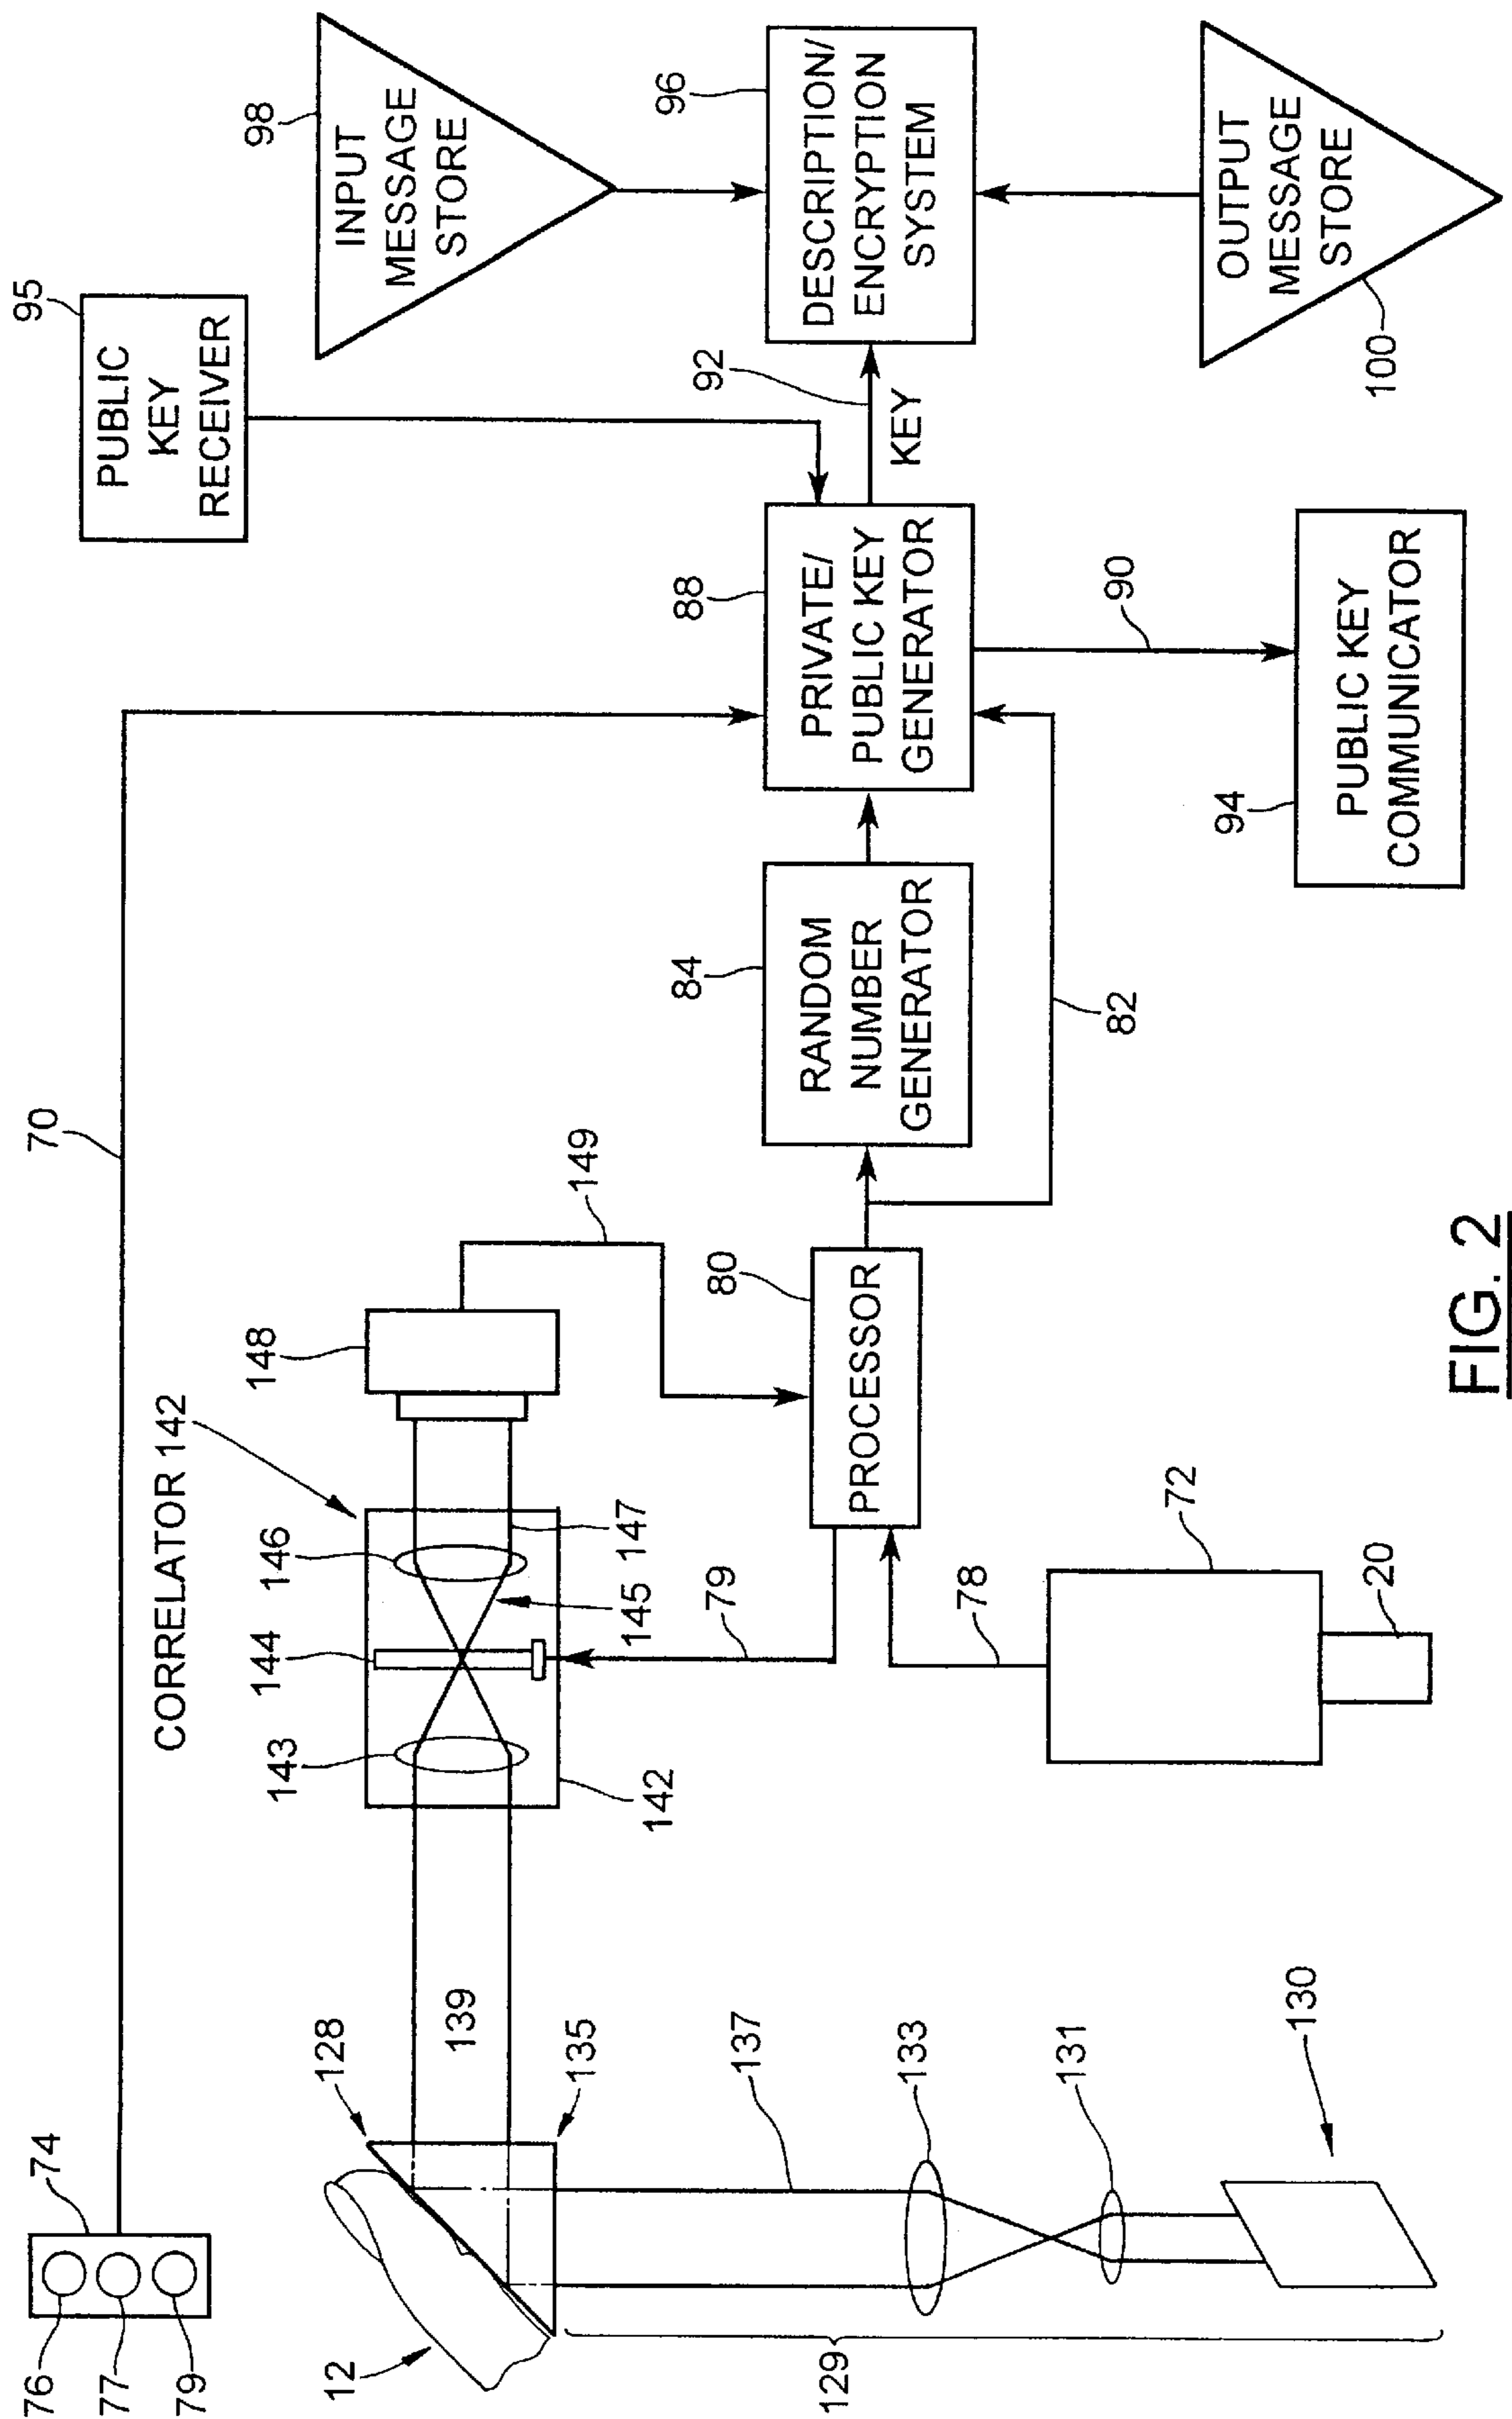 74
76
77
79
70
PUBLIC
KEY
RECEIVER
95
CORRELATOR 142
98
INPUT
MESSAGE
STORE
12
128
139
135
143
144
146
148
142
145
147
149
79
80
PROCESSOR
84
RANDOM
NUMBER
GENERATOR
82
88
PRIVATE/
PUBLIC KEY
GENERATOR
92
KEY
96
DESCRIPTION/
ENCRYPTION
SYSTEM
90
94
PUBLIC KEY
COMMUNICATOR
OUTPUT
MESSAGE
STORE
100
129
137
133
131
130
78
72
20
FIG. 2